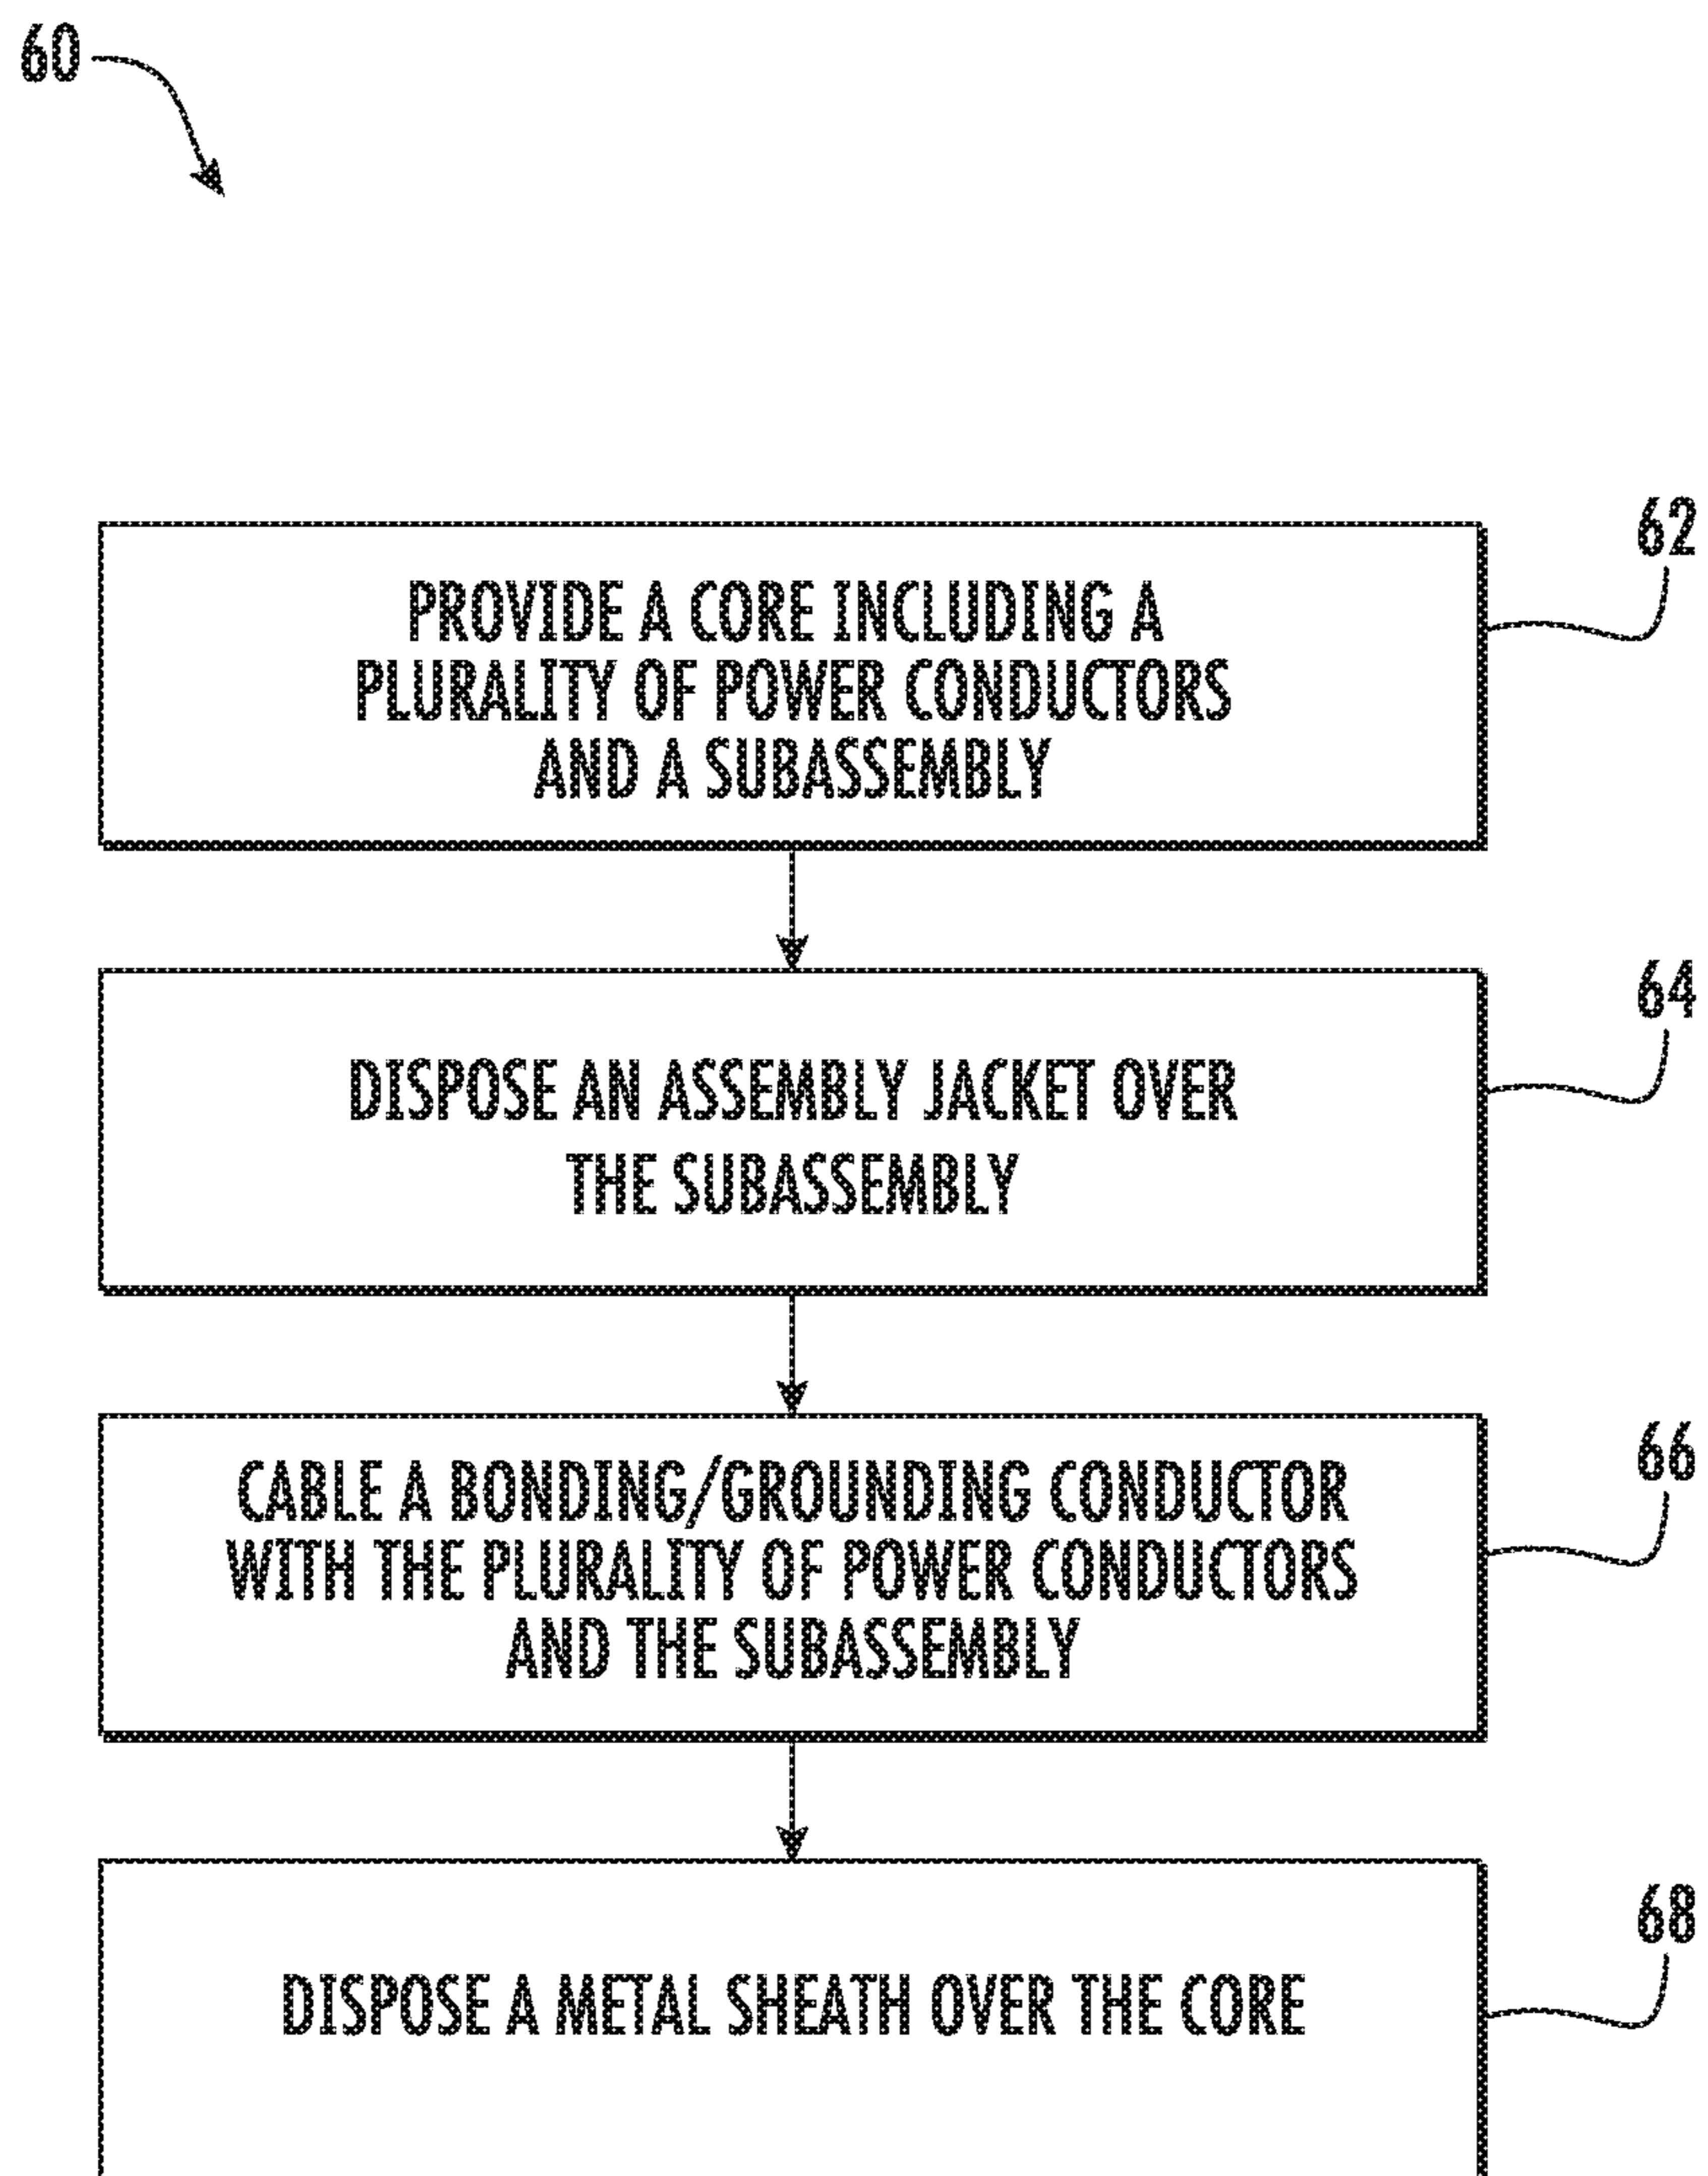 60
62
PROVIDE A CORE INCLUDING A
PLURALITY OF POWER CONDUCTORS
AND A SUBASSEMBLY
64
DISPOSE AN ASSEMBLY JACKET OVER
THE SUBASSEMBLY
66
CABLE A BONDING/GROUNDING CONDUCTOR
WITH THE PLURALITY OF POWER CONDUCTORS
AND THE SUBASSEMBLY
68
DISPOSE A METAL SHEATH OVER THE CORE